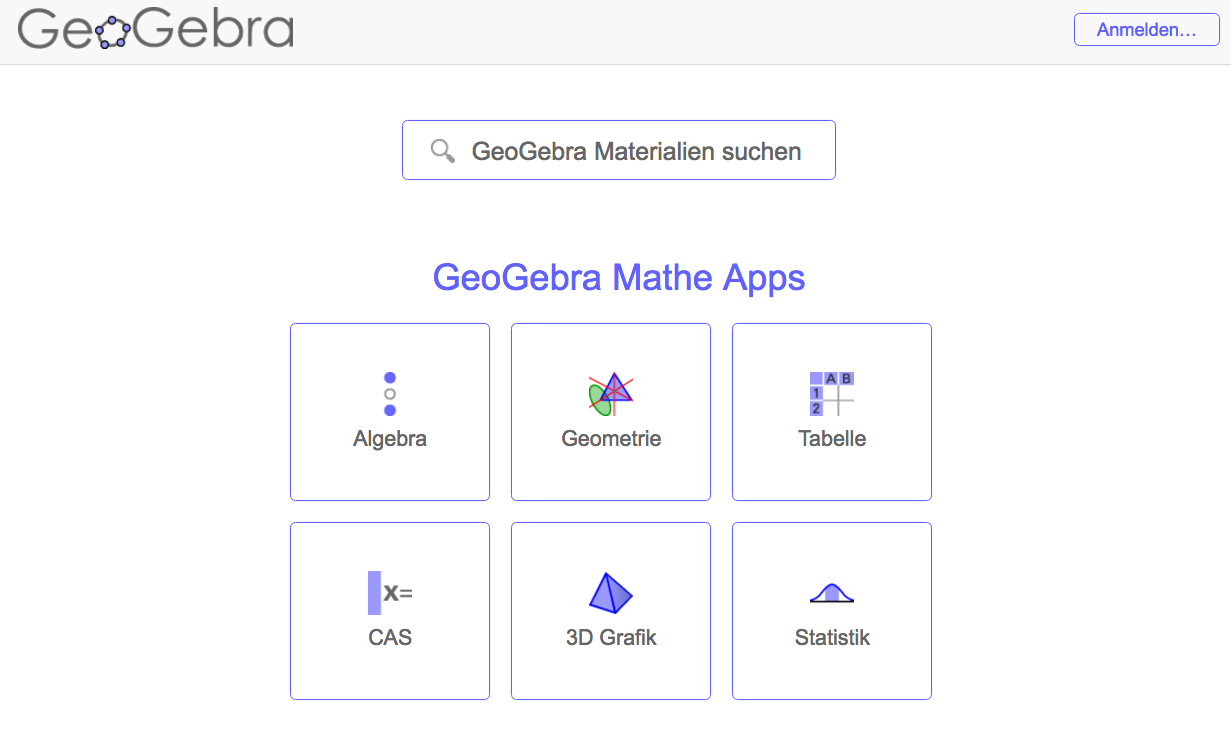 GeoGebra
Anmelden...
GeoGebra Materialien suchen
GeoGebra Mathe Apps
A B
1
2
Algebra
Geometrie
Tabelle
x=
CAS
3D Grafik
Statistik